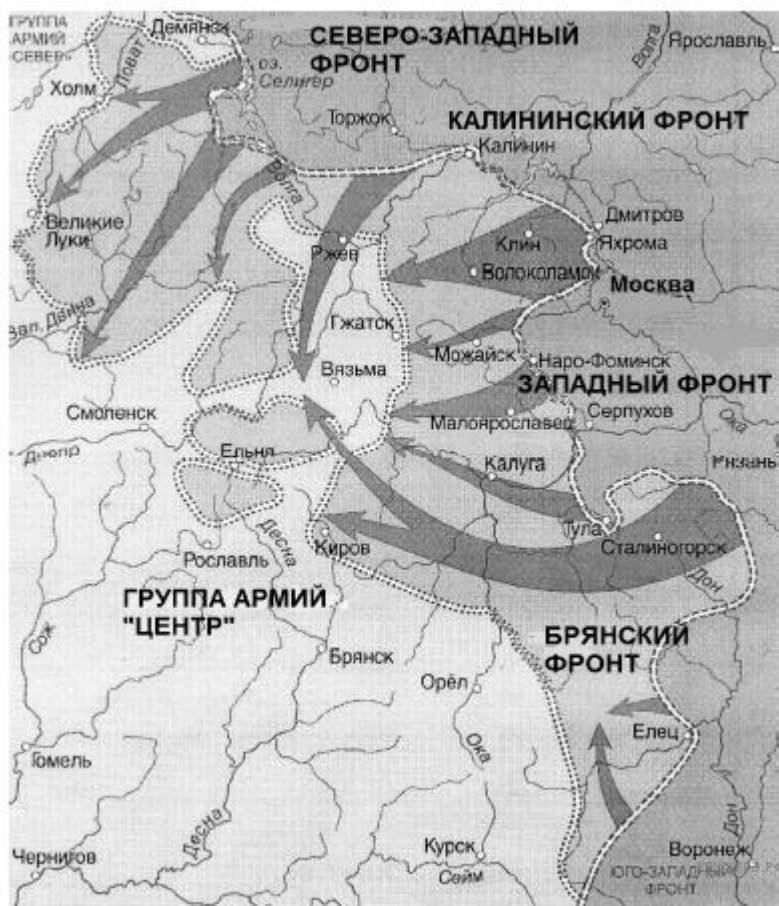 ГРУППА
АРМИЙ
«СЕВЕР»
Демянск
СЕВЕРО-ЗАПАДНЫЙ
ФРОНТ
Волга
Ярославль
Ловат
оз.
Селигер
Холм
Торжок
КАЛИНИНСКИЙ ФРОНТ
Калинин
Волга
Великие
Луки
Дмитров
Клин
Яхрома
Ржев
Волоколамск
Москва
Зап. Двина
Гжатск
Можайск
Наро-Фоминск
Вязьма
ЗАПАДНЫЙ ФРОНТ
Смоленск
Малоярославец
Серпухов
Ока
Днепр
Ельня
Калуга
Рязань
Десна
Тула
Рославль
Киров
Сталиногорск
Дон
ГРУППА АРМИЙ
"ЦЕНТР"
Сож
БРЯНСКИЙ
ФРОНТ
Брянск
Орёл
Елец
Гомель
Ока
Десна
Дон
Курск
Воронеж
Чернигов
Сейм
ЮГО-ЗАПАДНЫЙ
ФРОНТ